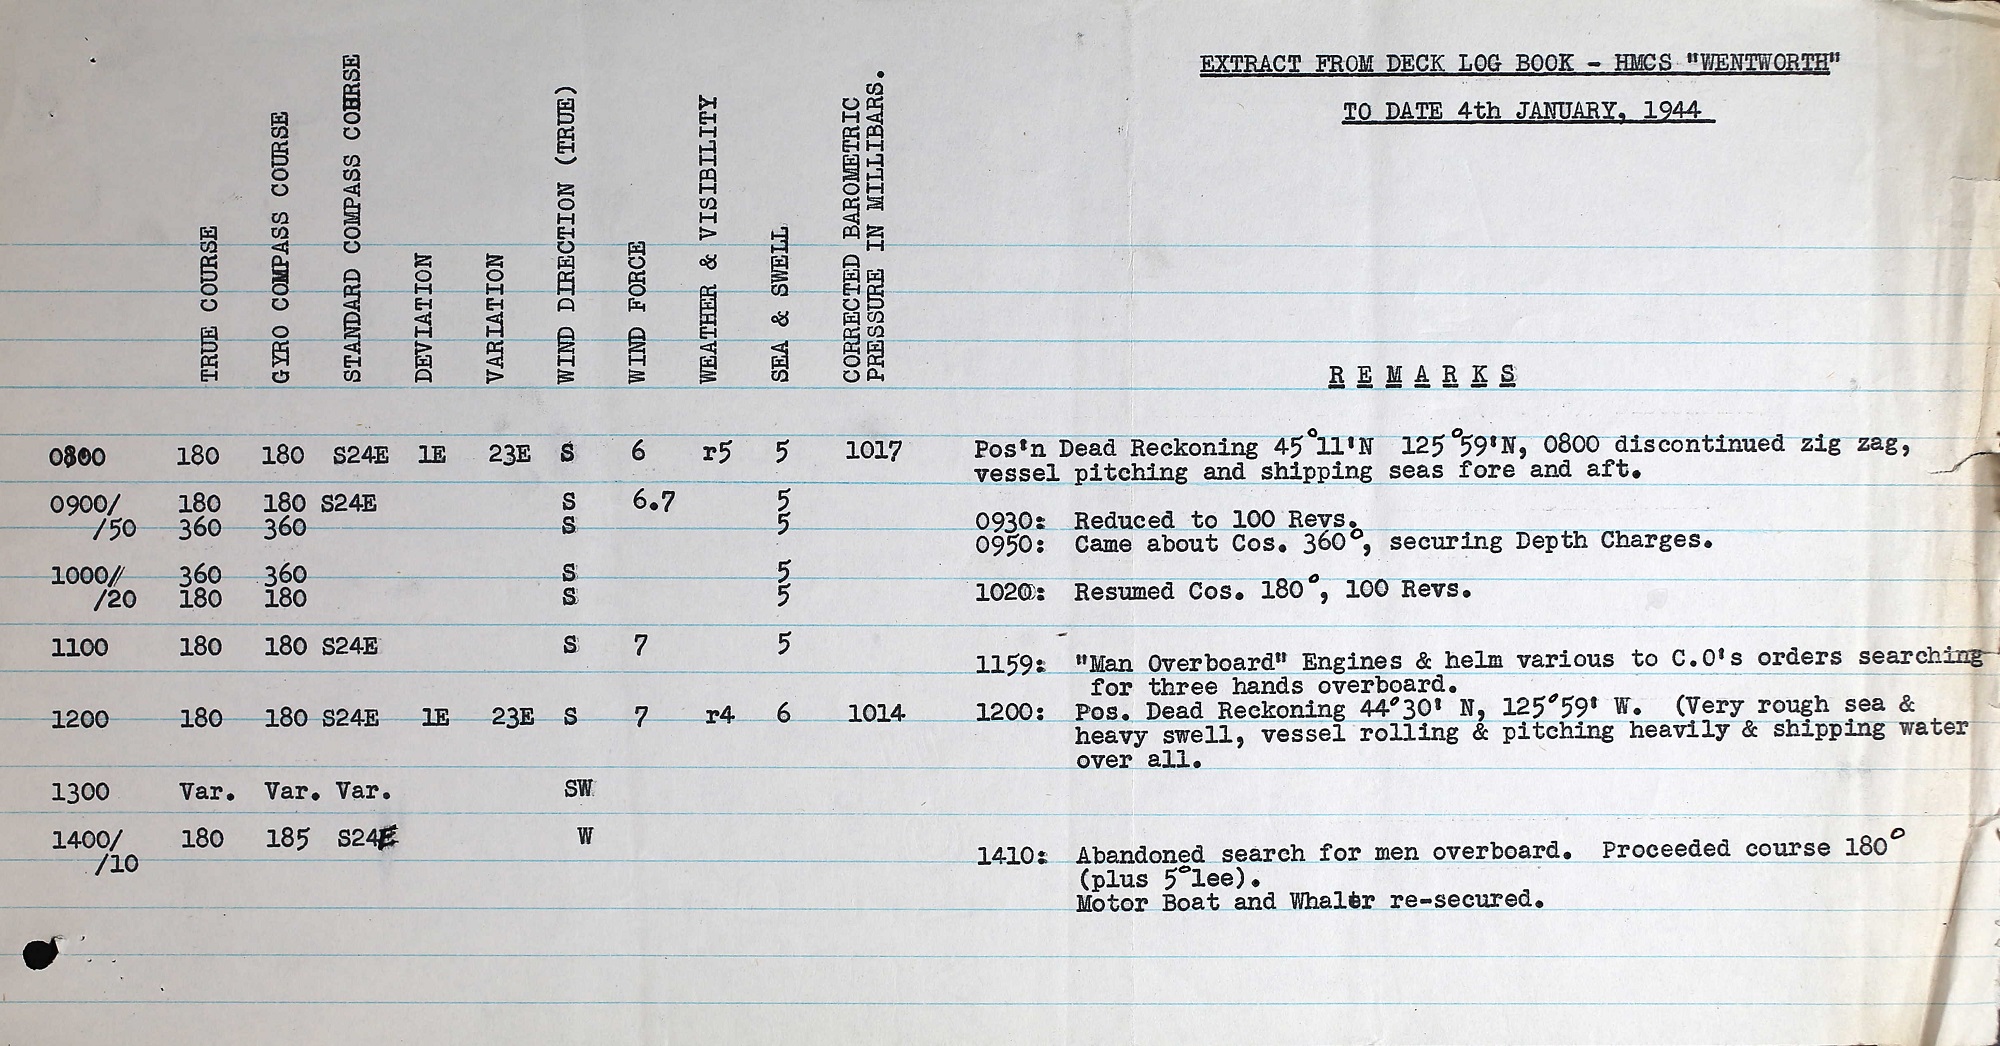 EXTRACT FROM DECK LOG BOOK - HMCS "WENTWORTH"
TO DATE 4th JANUARY, 1944
TRUE COURSE
GYRO COMPASS COURSE
STANDARD COMPASS COURSE
DEVIATION
VARIATION
WIND DIRECTION (TRUE)
WIND FORCE
WEATHER & VISIBILITY
SEA & SWELL
CORRECTED BAROMETRIC
PRESSURE IN MILLIBARS.
REMARKS
0800 180 180 S24E 1E 23E S 6 r5 5 1017 Pos'n Dead Reckoning 45°11'N 125°59'N, 0800 discontinued zig zag,
vessel pitching and shipping seas fore and aft.
0900/ 180 180 S24E S 6.7 5
/50 360 360 S 5 0930: Reduced to 100 Revs.
0950: Came about Cos. 360°, securing Depth Charges.
1000/ 360 360 S 5
/20 180 180 S 5 1020: Resumed Cos. 180°, 100 Revs.
1100 180 180 S24E S 7 5
1159: "Man Overboard" Engines & helm various to C.O's orders searching
for three hands overboard.
1200 180 180 S24E 1E 23E S 7 r4 6 1014 1200: Pos. Dead Reckoning 44°30' N, 125°59' W. (Very rough sea &
heavy swell, vessel rolling & pitching heavily & shipping water
over all.
1300 Var. Var. Var. SW
1400/ 180 185 S24E W
/10 1410: Abandoned search for men overboard. Proceeded course 180°
(plus 5°lee).
Motor Boat and Whaler re-secured.